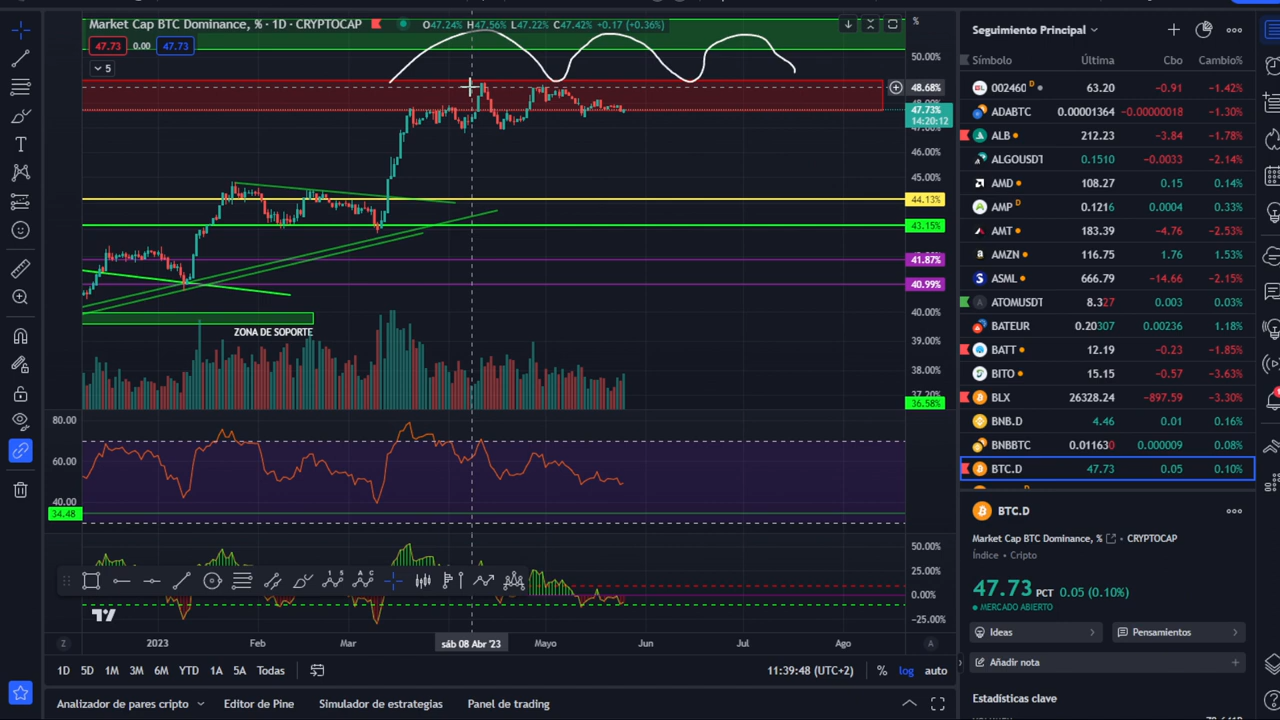 Market Cap BTC Dominance, % · 1D · CRYPTOCAP
O47.24% H47.56% L47.22% C47.42% +0.17 (+0.36%)
47.73 0.00 47.73
5
%
50.00%
48.68%
47.73%
14:20:12
46.00%
45.00%
44.13%
43.15%
41.87%
40.99%
40.00%
39.00%
38.00%
36.58%
ZONA DE SOPORTE
80.00
60.00
40.00
34.48
50.00%
25.00%
0.00%
-25.00%
2023 Feb Mar sáb 08 Abr '23 Mayo Jun Jul Ago
Z
A
1D 5D 1M 3M 6M YTD 1A 5A Todas
11:39:48 (UTC+2) % log auto
Analizador de pares cripto Editor de Pine Simulador de estrategias Panel de trading
Seguimiento Principal
Símbolo Última Cbo Cambio%
002460 D 63.20 -0.91 -1.42%
ADABTC 0.00001364 -0.00000018 -1.30%
ALB 212.23 -3.84 -1.78%
ALGOUSDT 0.1510 -0.0033 -2.14%
AMD 108.27 0.15 0.14%
AMP D 0.1216 0.0004 0.33%
AMT 183.39 -4.76 -2.53%
AMZN 116.75 1.76 1.53%
ASML 666.79 -14.66 -2.15%
ATOMUSDT 8.327 0.003 0.03%
BATEUR 0.20307 0.00236 1.18%
BATT 12.19 -0.23 -1.85%
BITO 15.15 -0.57 -3.63%
BLX 26328.24 -897.59 -3.30%
BNB.D 4.46 0.01 0.16%
BNBBTC 0.011630 0.000009 0.08%
BTC.D 47.73 0.05 0.10%
BTC.D
Market Cap BTC Dominance, % CRYPTOCAP
Índice · Cripto
47.73 PCT 0.05 (0.10%)
MERCADO ABIERTO
Ideas
Pensamientos
Añadir nota
Estadísticas clave